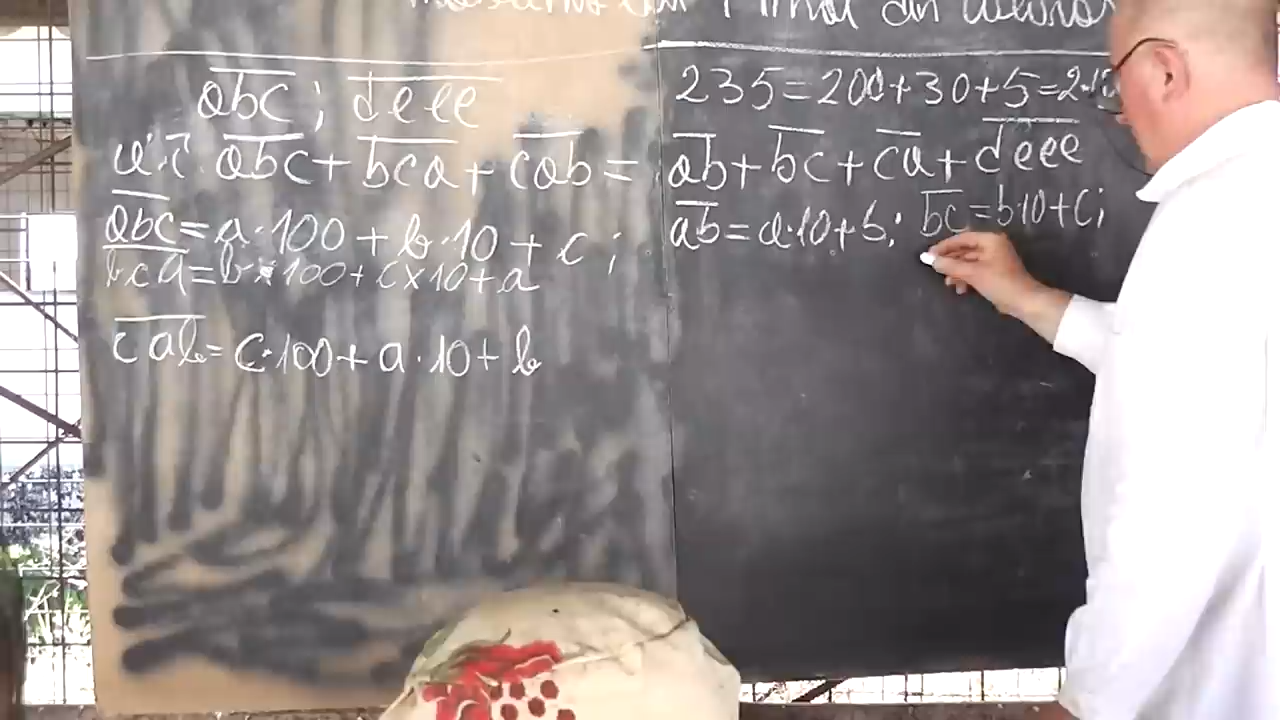 abc ; deee
a.î. abc + bca + cab = ab + bc + ca + deee
abc = a·100 + b·10 + c ;
bca = b×100 + c×10 + a
cab = c·100 + a·10 + b
235 = 200 + 30 + 5 = 2·
ab = a·10 + b ; bc = b·10 + c ;